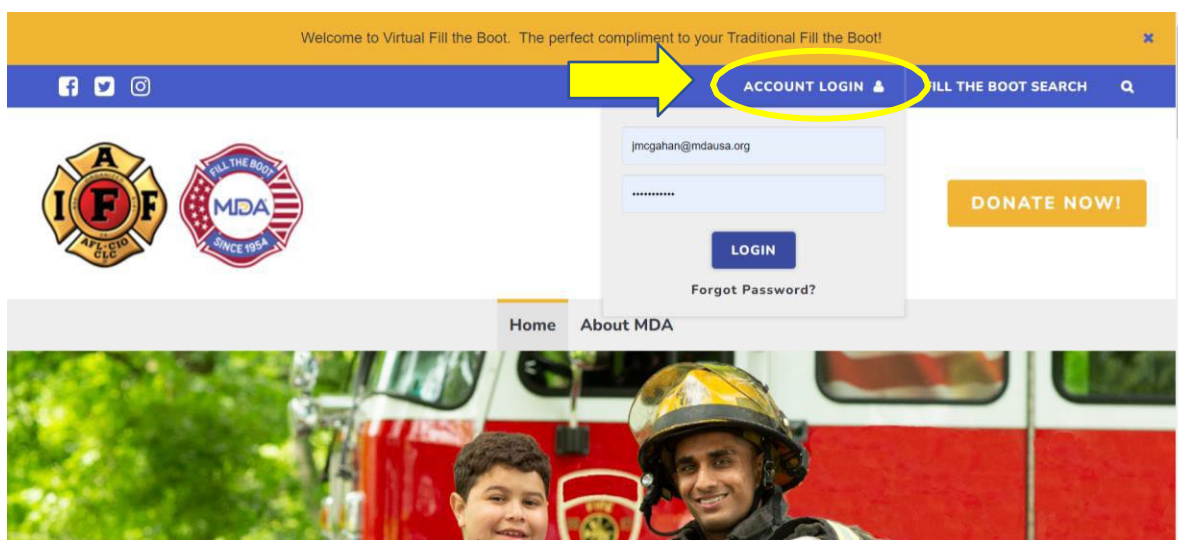 Welcome to Virtual Fill the Boot. The perfect compliment to your Traditional Fill the Boot!
ACCOUNT LOGIN
FILL THE BOOT SEARCH
jmcgahan@mdausa.org
•••••••••••
LOGIN
Forgot Password?
I A F F
AFL-CIO
CLC
FILL THE BOOT
MDA
SINCE 1954
DONATE NOW!
Home About MDA